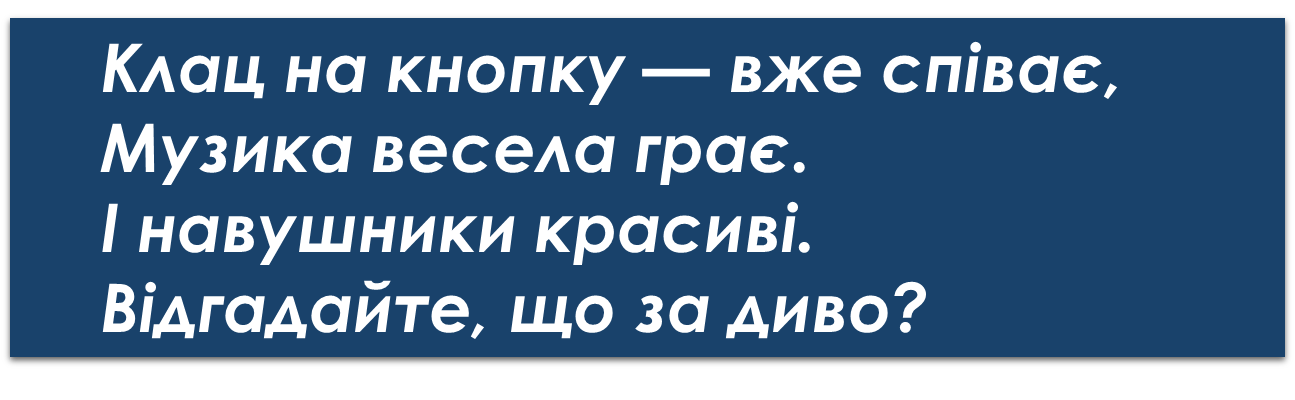 Клац на кнопку — вже співає,
Музика весела грає.
І навушники красиві.
Відгадайте, що за диво?